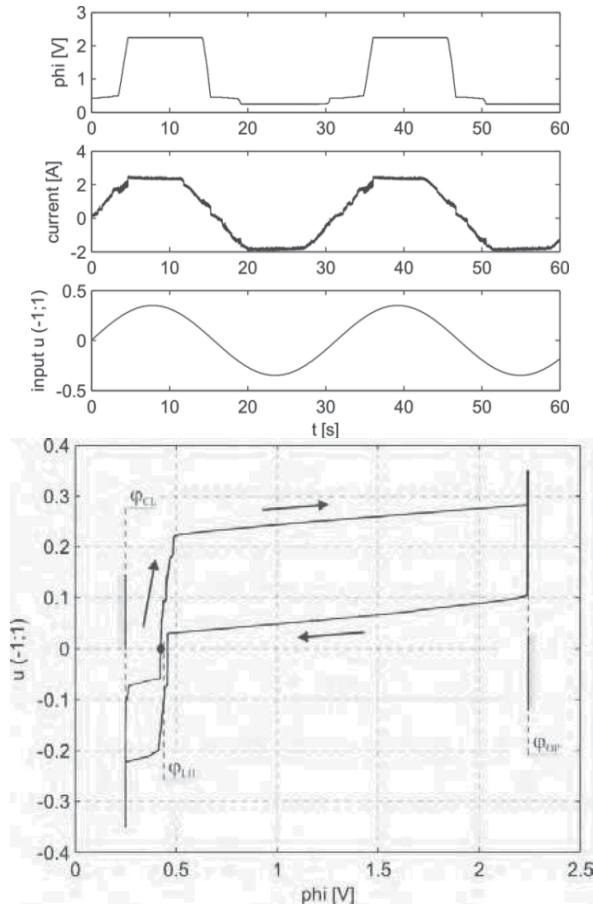 3
2
1
0
phi [V]
0 10 20 30 40 50 60
4
2
0
-2
current [A]
0 10 20 30 40 50 60
0.5
0
-0.5
input u (-1;1)
0 10 20 30 40 50 60
t [s]
0.4
0.3
0.2
0.1
0
-0.1
-0.2
-0.3
-0.4
u (-1;1)
φCL
φLH
φOP
0 0.5 1 1.5 2 2.5
phi [V]